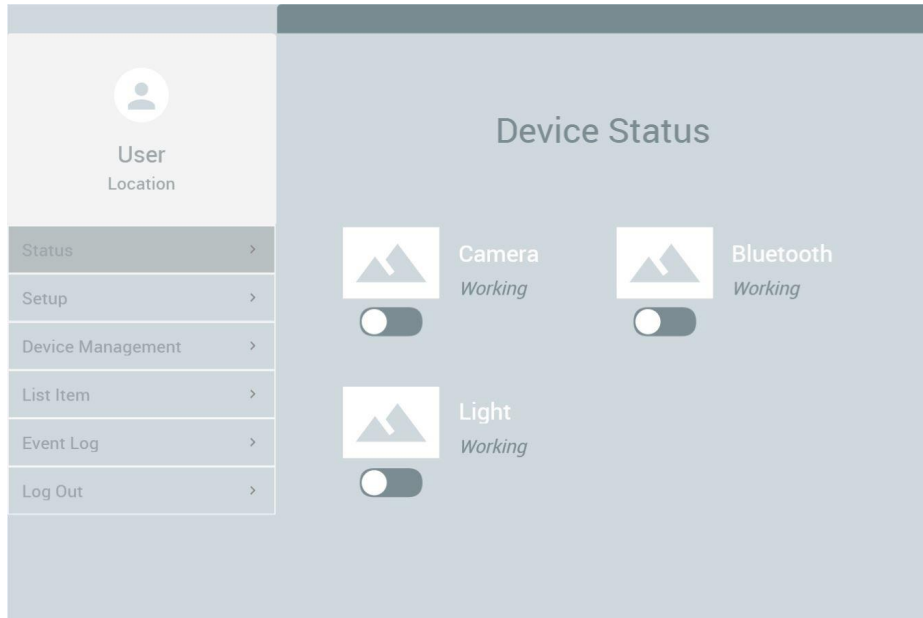 User
Location
Status
Setup
Device Management
List Item
Event Log
Log Out
Device Status
Camera
Working
Bluetooth
Working
Light
Working